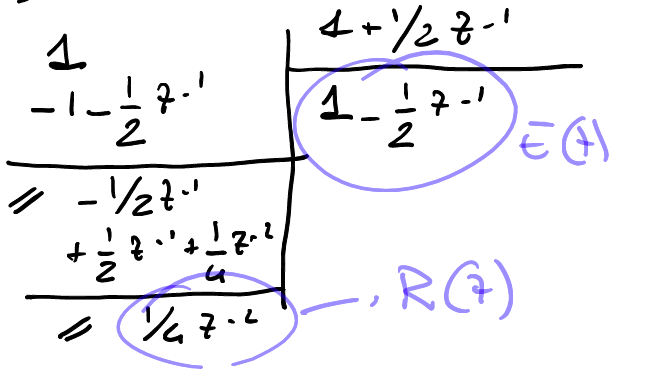 1
1 + 1/2 z^-1
- 1 - 1/2 z^-1
1 - 1/2 z^-1
E(z)
// - 1/2 z^-1
+ 1/2 z^-1 + 1/4 z^-2
// 1/4 z^-2
R(z)